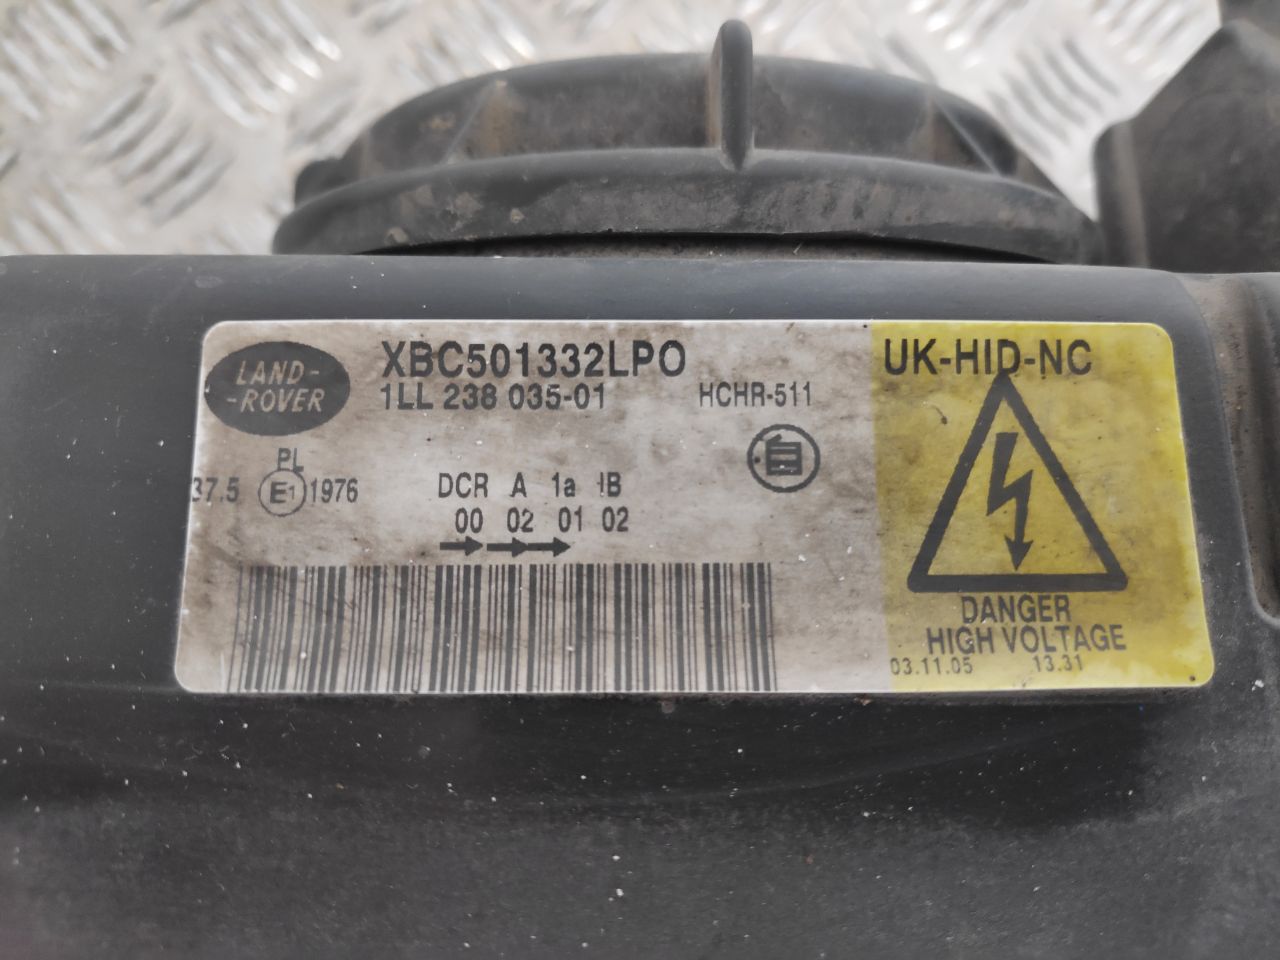 LAND-
-ROVER
XBC501332LPO
1LL 238 035-01
HCHR-511
UK-HID-NC
PL
37.5 E1 1976
DCR A 1a IB
00 02 01 02
DANGER
HIGH VOLTAGE
03.11.05 13.31